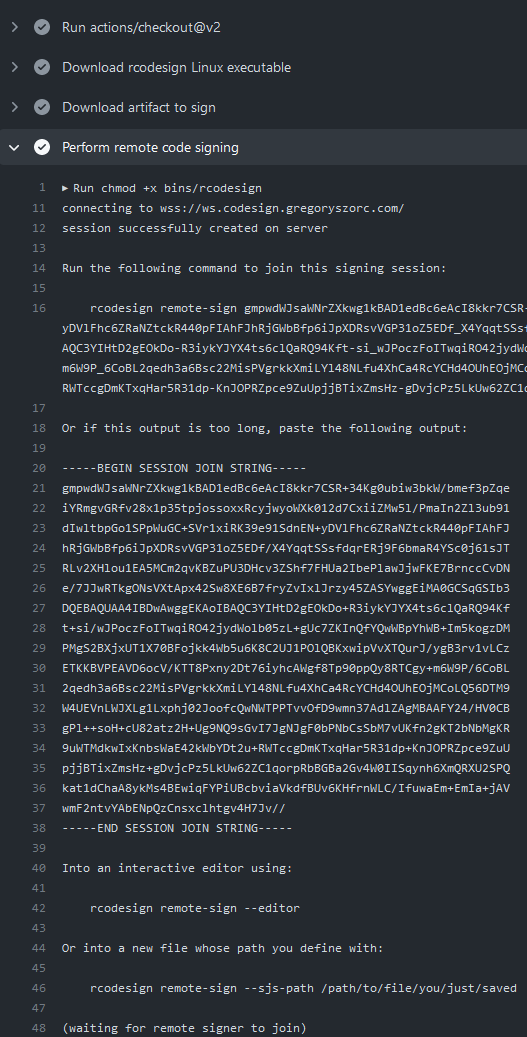 Run actions/checkout@v2
Download rcodesign Linux executable
Download artifact to sign
Perform remote code signing
1 ▶ Run chmod +x bins/rcodesign
11 connecting to wss://ws.codesign.gregoryszorc.com/
12 session successfully created on server
13
14 Run the following command to join this signing session:
15
16 rcodesign remote-sign gmpwdWJsaWNrZXkwg1kBAD1edBc6eAcI8kkr7CSR-
yDVlFhc6ZRaNZtckR440pFIAhFJhRjGWbBfp6iJpXDRsvVGP31oZ5EDf_X4YqqtSSsf
AQC3YIHtD2gEOkDo-R3iykYJYX4ts6clQaRQ94Kft-si_wJPoczFoITwqiRO42jydWo
m6W9P_6CoBL2qedh3a6Bsc22MisPVgrkkXmiLYl48NLfu4XhCa4RcYCHd4OUhEOjMCo
RWTccgDmKTxqHar5R31dp-KnJOPRZpce9ZuUpjjBTixZmsHz-gDvjcPz5LkUw62ZC1q
17
18 Or if this output is too long, paste the following output:
19
20 -----BEGIN SESSION JOIN STRING-----
21 gmpwdWJsaWNrZXkwg1kBAD1edBc6eAcI8kkr7CSR+34Kg0ubiw3bkW/bmef3pZqe
22 iYRmgvGRfv28x1p35tpjossoxxRcyjwyoWXk012d7CxiiZMw5l/PmaIn2Zl3ub91
23 dIwltbpGo1SPpWuGC+SVr1xiRK39e91SdnEN+yDVlFhc6ZRaNZtckR440pFIAhFJ
24 hRjGWbBfp6iJpXDRsvVGP31oZ5EDf/X4YqqtSSsfdqrERj9F6bmaR4YSc0j61sJT
25 RLv2XHlou1EA5MCm2qvKBZuPU3DHcv3ZShf7FHUa2IbePlawJjwFKE7BrnccCvDN
26 e/7JJwRTkgONsVXtApx42Sw8XE6B7fryZvIxlJrzy45ZASYwggEiMA0GCSqGSIb3
27 DQEBAQUAA4IBDwAwggEKAoIBAQC3YIHtD2gEOkDo+R3iykYJYX4ts6clQaRQ94Kf
28 t+si/wJPoczFoITwqiRO42jydWolb05zL+gUc7ZKInQfYQwWBpYhWB+Im5kogzDM
29 PMgS2BXjxUT1X70BFojkk4Wb5u6K8C2UJ1POlQBKxwipVvXTQurJ/ygB3rv1vLCz
30 ETKKBVPEAVD6ocV/KTT8Pxny2Dt76iyhcAWgf8Tp90ppQy8RTCgy+m6W9P/6CoBL
31 2qedh3a6Bsc22MisPVgrkkXmiLYl48NLfu4XhCa4RcYCHd4OUhEOjMCoLQ56DTM9
32 W4UEVnLWJXLg1Lxphj02JoofcQwNWTPPTvvOfD9wmn37AdlZAgMBAAFY24/HV0CB
33 gPl++soH+cU82atz2H+Ug9NQ9sGvI7JgNJgF0bPNbCsSbM7vUKfn2gKT2bNbMgKR
34 9uWTMdkwIxKnbsWaE42kWbYDt2u+RWTccgDmKTxqHar5R31dp+KnJOPRZpce9ZuU
35 pjjBTixZmsHz+gDvjcPz5LkUw62ZC1qorpRbBGBa2Gv4W0IISqynh6XmQRXU2SPQ
36 kat1dChaA8ykMs4BEwiqFYPiUBcbviaVkdfBUv6KHfrnWLC/IfuwaEm+EmIa+jAV
37 wmF2ntvYAbENpQzCnsxclhtgv4H7Jv//
38 -----END SESSION JOIN STRING-----
39
40 Into an interactive editor using:
41
42 rcodesign remote-sign --editor
43
44 Or into a new file whose path you define with:
45
46 rcodesign remote-sign --sjs-path /path/to/file/you/just/saved
47
48 (waiting for remote signer to join)